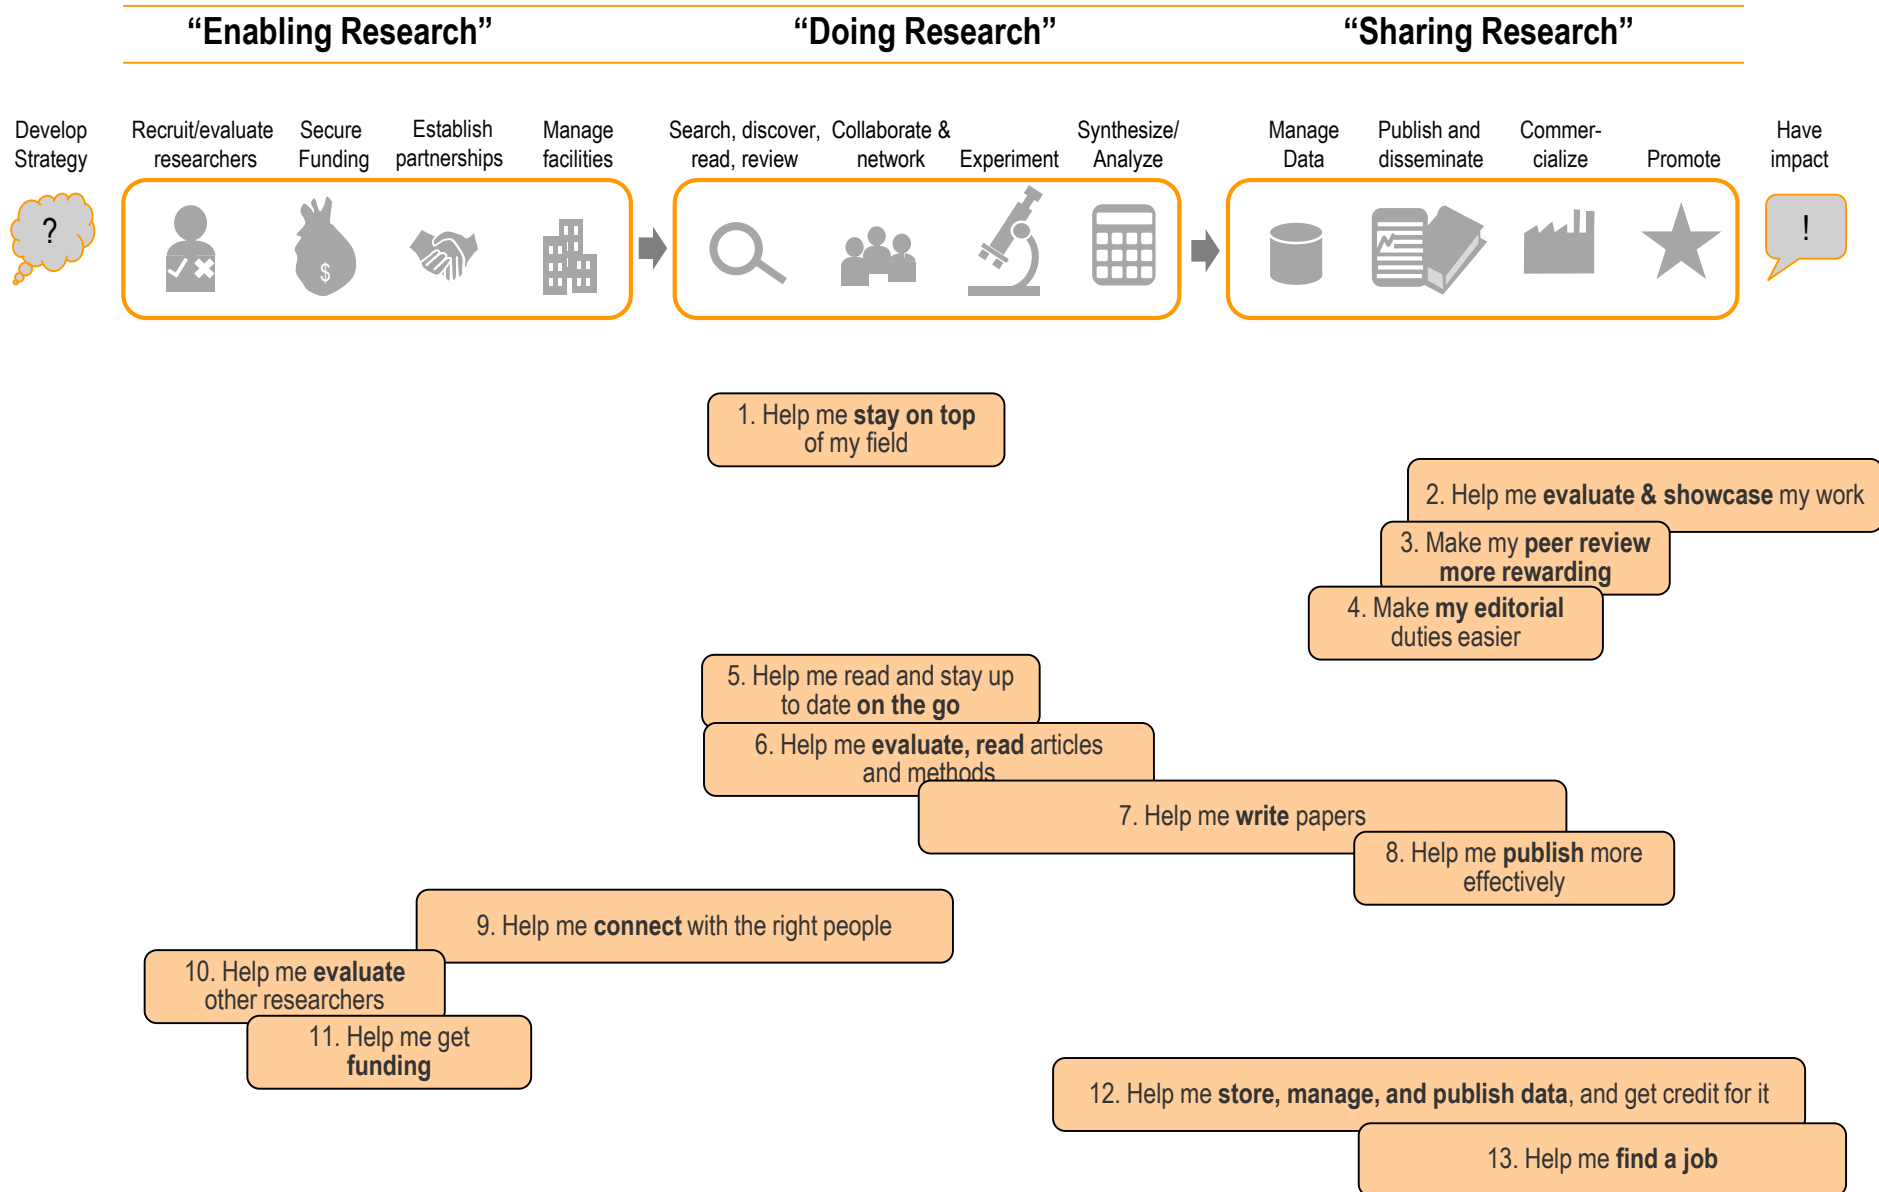 “Enabling Research”
“Doing Research”
“Sharing Research”
Develop
Strategy
Recruit/evaluate
researchers
Secure
Funding
Establish
partnerships
Manage
facilities
Search, discover,
read, review
Collaborate &
network
Experiment
Synthesize/
Analyze
Manage
Data
Publish and
disseminate
Commer-
cialize
Promote
Have
impact
?
$
!
1. Help me stay on top
of my field
2. Help me evaluate & showcase my work
3. Make my peer review
more rewarding
4. Make my editorial
duties easier
5. Help me read and stay up
to date on the go
6. Help me evaluate, read articles
and methods
7. Help me write papers
8. Help me publish more
effectively
9. Help me connect with the right people
10. Help me evaluate
other researchers
11. Help me get
funding
12. Help me store, manage, and publish data, and get credit for it
13. Help me find a job